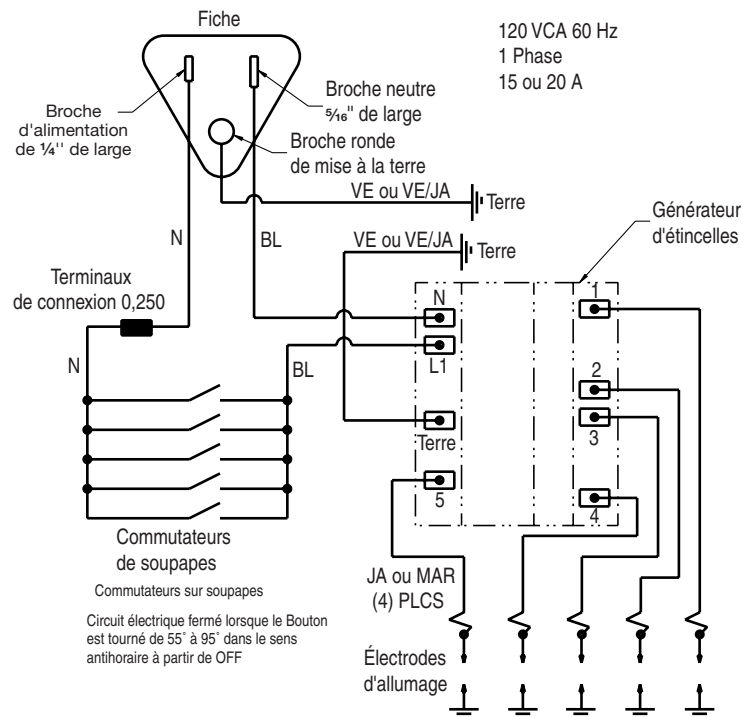 Fiche
120 VCA 60 Hz
1 Phase
15 ou 20 A
Broche
d'alimentation
de ¼'' de large
Broche neutre
⁵⁄₁₆" de large
Broche ronde
de mise à la terre
VE ou VE/JA
Terre
VE ou VE/JA
Terre
Générateur
d'étincelles
N
BL
Terminaux
de connexion 0,250
N
BL
N
L1
Terre
5
1
2
3
4
Commutateurs
de soupapes
Commutateurs sur soupapes
Circuit électrique fermé lorsque le Bouton
est tourné de 55˚ à 95˚ dans le sens
antihoraire à partir de OFF
JA ou MAR
(4) PLCS
Électrodes
d'allumage